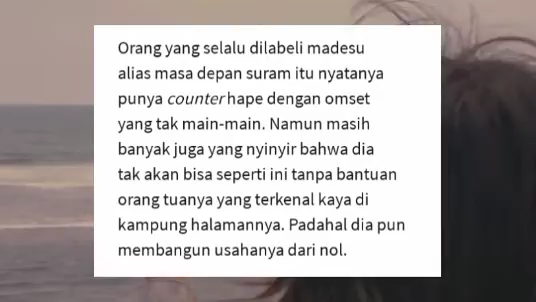 Orang yang selalu dilabeli madesu
alias masa depan suram itu nyatanya
punya counter hape dengan omset
yang tak main-main. Namun masih
banyak juga yang nyinyir bahwa dia
tak akan bisa seperti ini tanpa bantuan
orang tuanya yang terkenal kaya di
kampung halamannya. Padahal dia pun
membangun usahanya dari nol.